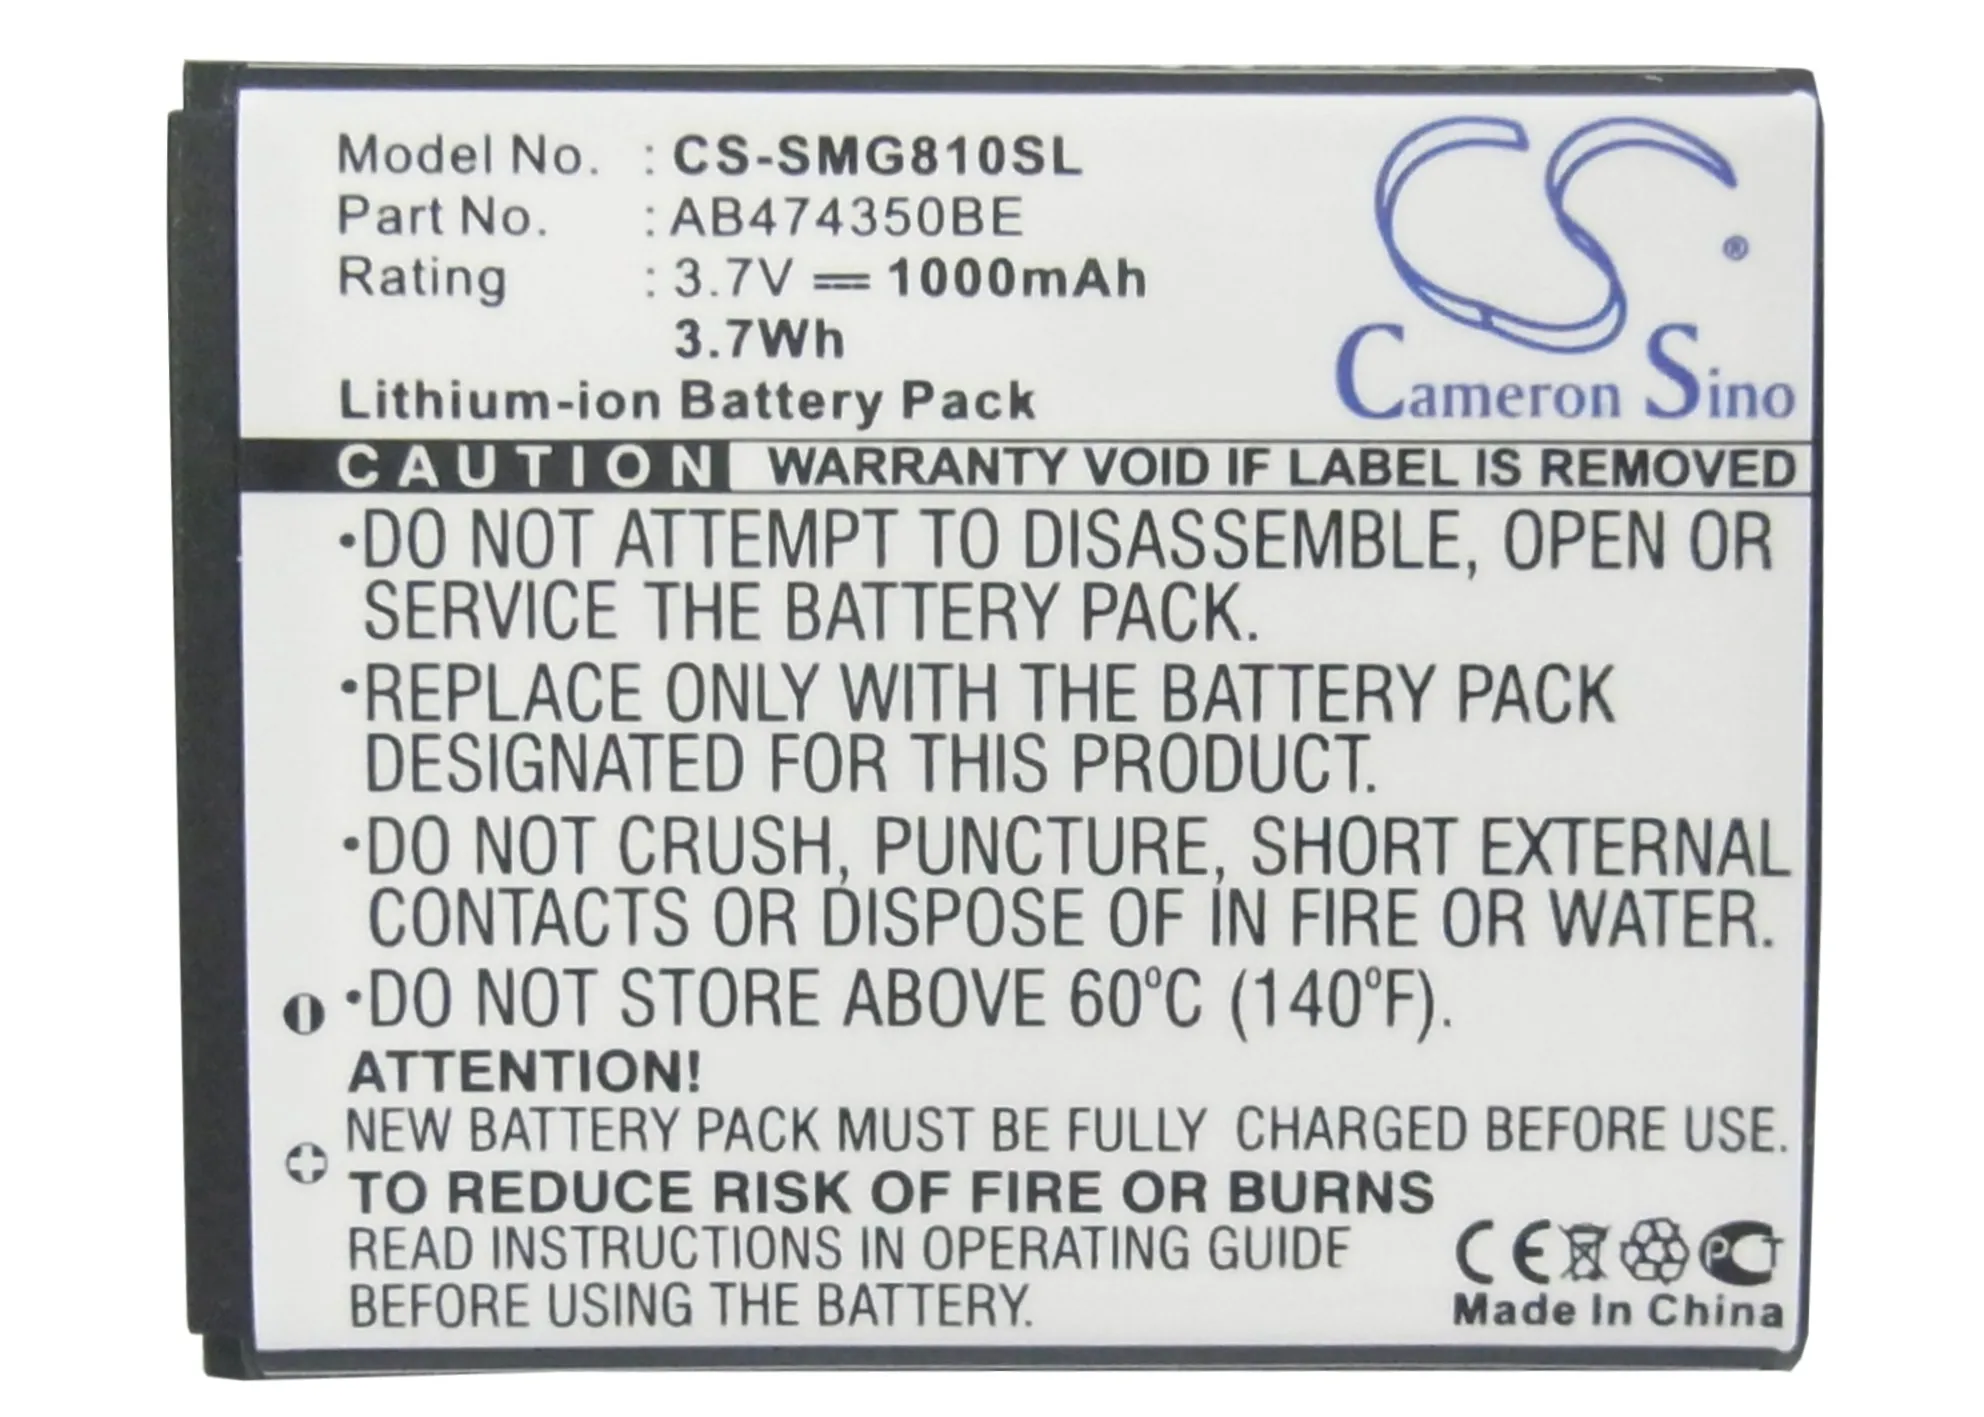 Model No. : CS-SMG810SL
Part No. : AB474350BE
Rating : 3.7V 1000mAh
3.7Wh
Lithium-ion Battery Pack
CS ®
Cameron Sino
CAUTION WARRANTY VOID IF LABEL IS REMOVED
•DO NOT ATTEMPT TO DISASSEMBLE, OPEN OR
SERVICE THE BATTERY PACK.
•REPLACE ONLY WITH THE BATTERY PACK
DESIGNATED FOR THIS PRODUCT.
•DO NOT CRUSH, PUNCTURE, SHORT EXTERNAL
CONTACTS OR DISPOSE OF IN FIRE OR WATER.
•DO NOT STORE ABOVE 60°C (140°F).
ATTENTION!
NEW BATTERY PACK MUST BE FULLY CHARGED BEFORE USE.
TO REDUCE RISK OF FIRE OR BURNS
READ INSTRUCTIONS IN OPERATING GUIDE
BEFORE USING THE BATTERY.
CE PCT
Made In China